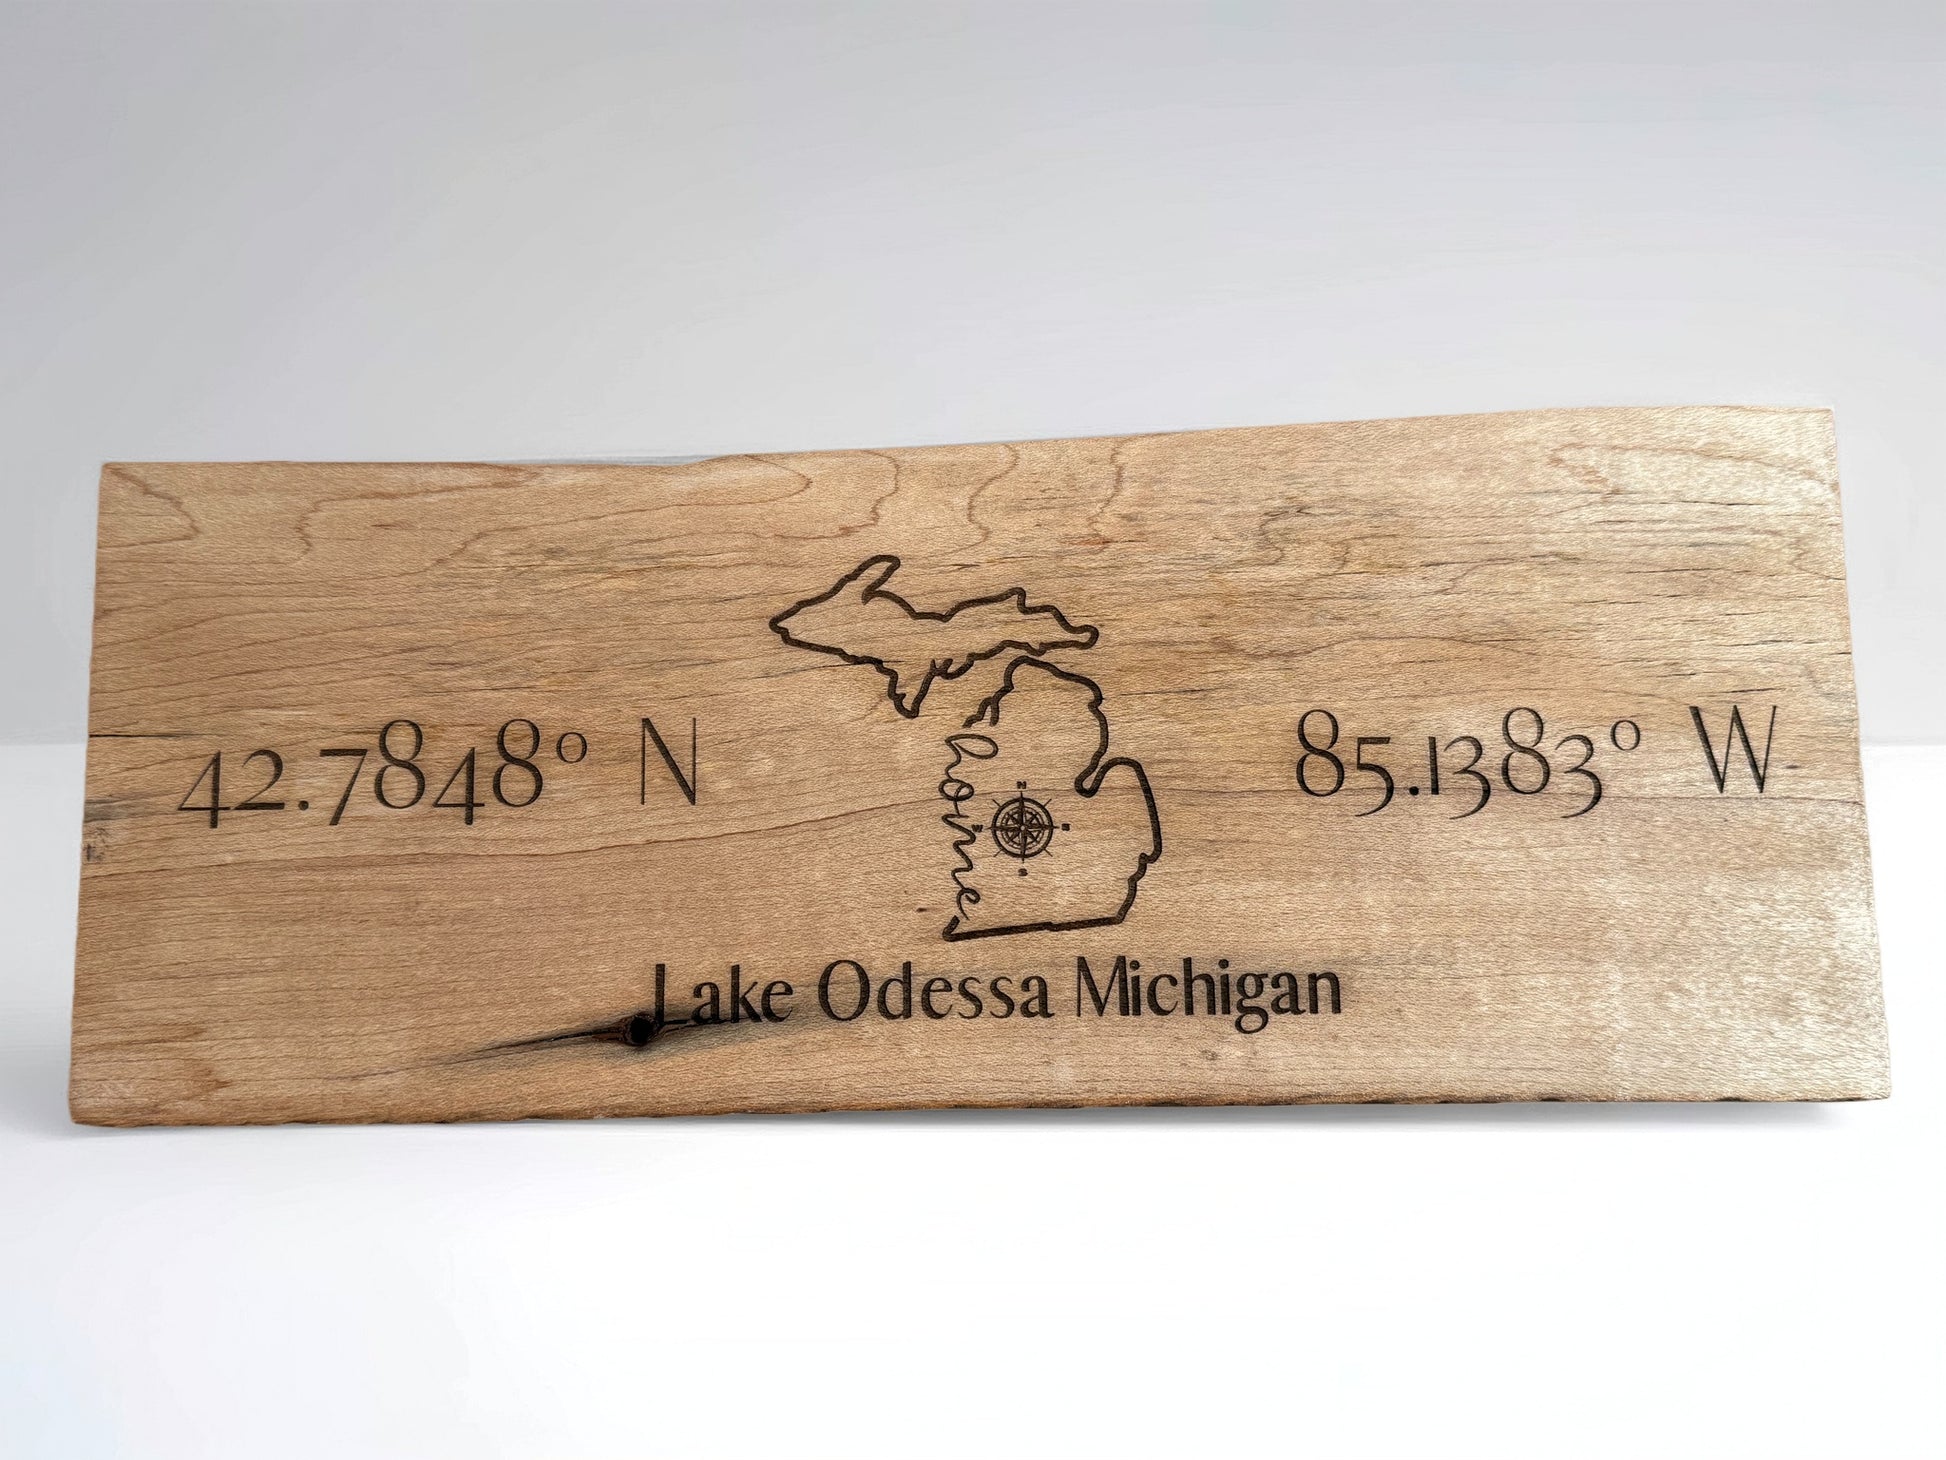 42.7848° N
85.1383° W
home
N
W E
S
Lake Odessa Michigan